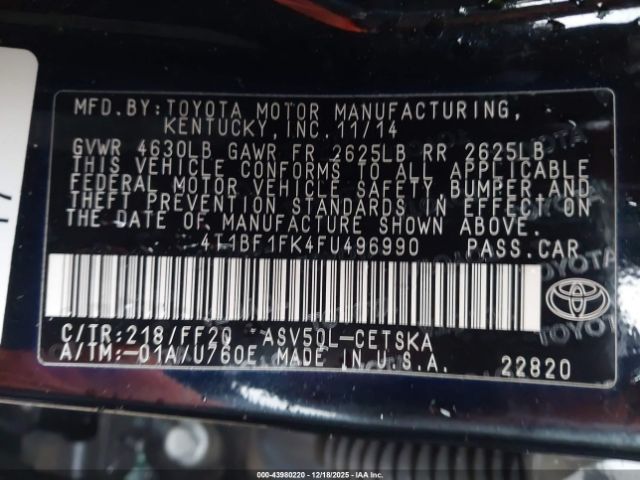 MFD.BY:TOYOTA MOTOR MANUFACTURING,
KENTUCKY,INC.11/14
GVWR 4630LB GAWR FR 2625LB RR 2625LB
THIS VEHICLE CONFORMS TO ALL APPLICABLE
FEDERAL MOTOR VEHICLE SAFETY, BUMPER AND
THEFT PREVENTION STANDARDS IN EFFECT ON
THE DATE OF MANUFACTURE SHOWN ABOVE.
4T1BF1FK4FU496990 PASS.CAR
C/TR:218/FF20 ASV50L-CETSKA
A/TM:-01A/U760E MADE IN U.S.A. 22820
000-43980220 - 12/18/2025 - IAA Inc.